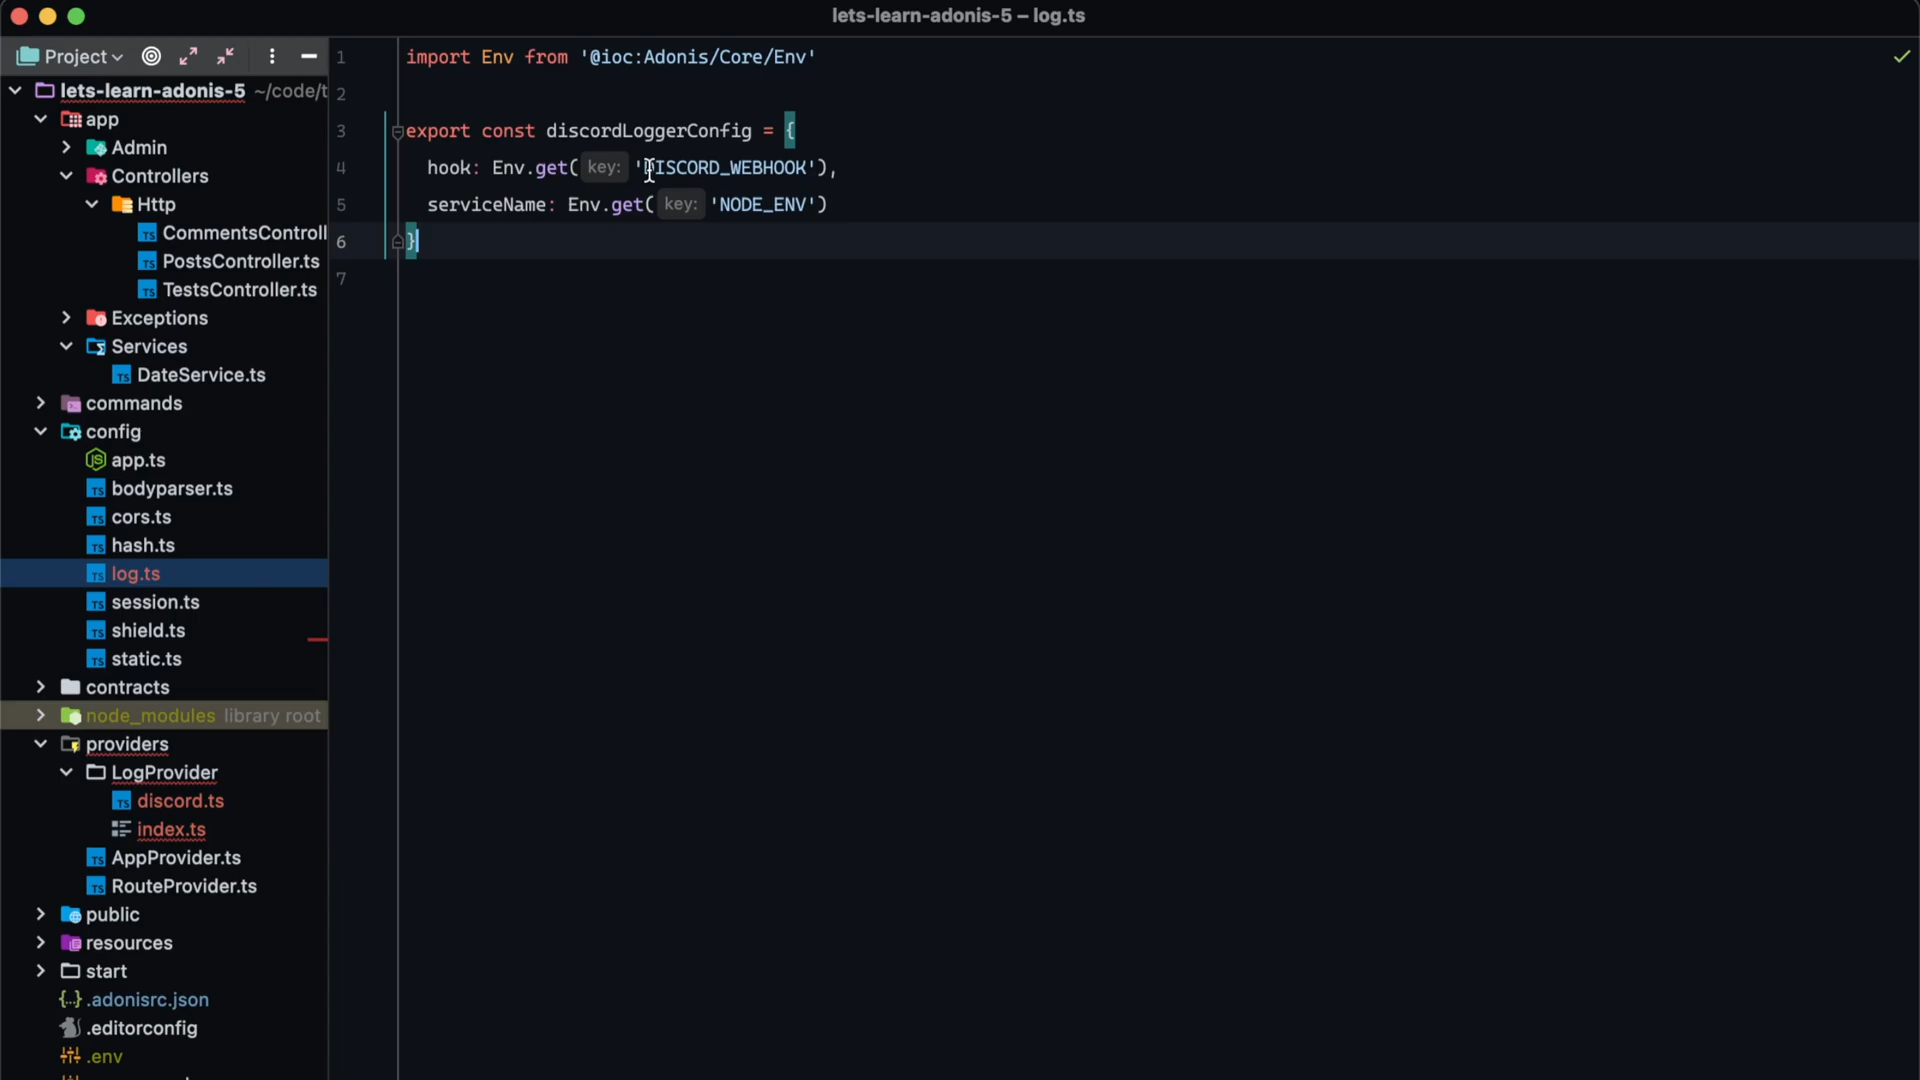 lets-learn-adonis-5 – log.ts
Project
lets-learn-adonis-5 ~/code/t
app
Admin
Controllers
Http
CommentsControll
PostsController.ts
TestsController.ts
Exceptions
Services
DateService.ts
commands
config
app.ts
bodyparser.ts
cors.ts
hash.ts
log.ts
session.ts
shield.ts
static.ts
contracts
node_modules library root
providers
LogProvider
discord.ts
index.ts
AppProvider.ts
RouteProvider.ts
public
resources
start
.adonisrc.json
.editorconfig
.env
1 import Env from '@ioc:Adonis/Core/Env'
2
3 export const discordLoggerConfig = {
4 hook: Env.get( key: 'DISCORD_WEBHOOK'),
5 serviceName: Env.get( key: 'NODE_ENV')
6 }
7